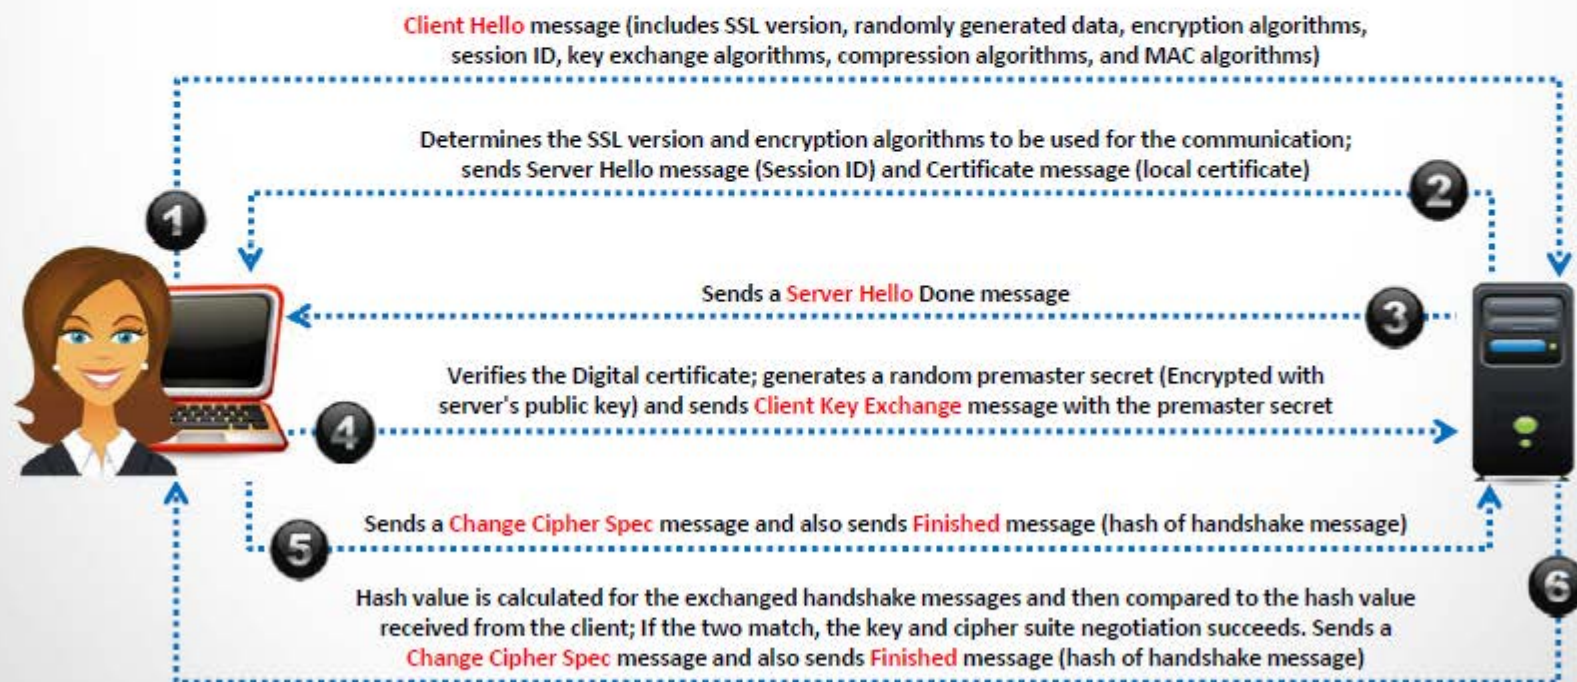 Client Hello message (includes SSL version, randomly generated data, encryption algorithms,
session ID, key exchange algorithms, compression algorithms, and MAC algorithms)
Determines the SSL version and encryption algorithms to be used for the communication;
sends Server Hello message (Session ID) and Certificate message (local certificate)
1
2
Sends a Server Hello Done message
3
Verifies the Digital certificate; generates a random premaster secret (Encrypted with
server's public key) and sends Client Key Exchange message with the premaster secret
4
Sends a Change Cipher Spec message and also sends Finished message (hash of handshake message)
5
Hash value is calculated for the exchanged handshake messages and then compared to the hash value
received from the client; If the two match, the key and cipher suite negotiation succeeds. Sends a
Change Cipher Spec message and also sends Finished message (hash of handshake message)
6